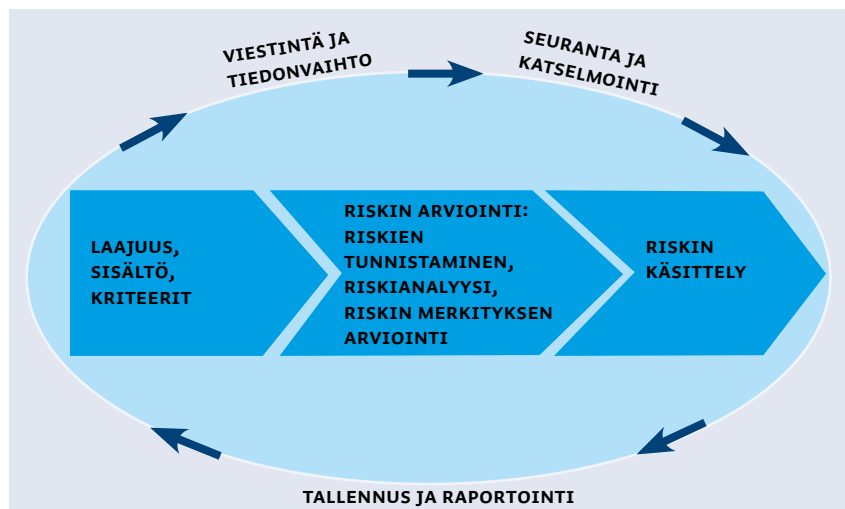 VIESTINTÄ JA
TIEDONVAIHTO
SEURANTA JA
KATSELMOINTI
LAAJUUS,
SISÄLTÖ,
KRITEERIT
RISKIN ARVIOINTI:
RISKIEN
TUNNISTAMINEN,
RISKIANALYYSI,
RISKIN MERKITYKSEN
ARVIOINTI
RISKIN
KÄSITTELY
TALLENNUS JA RAPORTOINTI